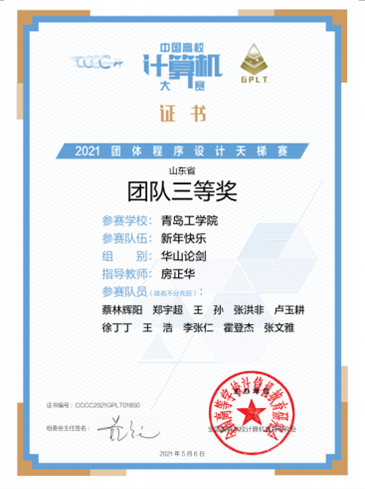 CCCC
中国高校
计算机
大赛
GPLT
证书
2021 团体程序设计天梯赛
山东省
团队三等奖
参赛学校：青岛工学院
参赛队伍：新年快乐
组 别：华山论剑
指导教师：房正华
参赛队员（排名不分先后）：
蔡林辉阳 郑宇超 王 孙 张洪非 卢玉耕
徐丁丁 王 浩 李张仁 霍登杰 张文雅
证书编号：CCCC2021GPLT01850
组委会主任签名：
2021 年 5 月 6 日